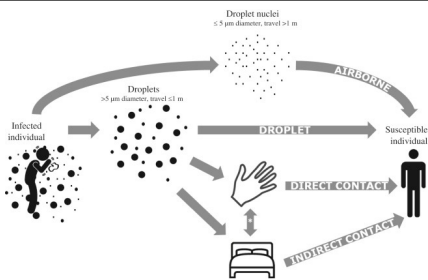 Droplet nuclei
≤ 5 μm diameter, travel >1 m
AIRBORNE
Droplets
>5 μm diameter, travel ≤1 m
Infected
individual
DROPLET
Susceptible
individual
DIRECT CONTACT
*
INDIRECT CONTACT